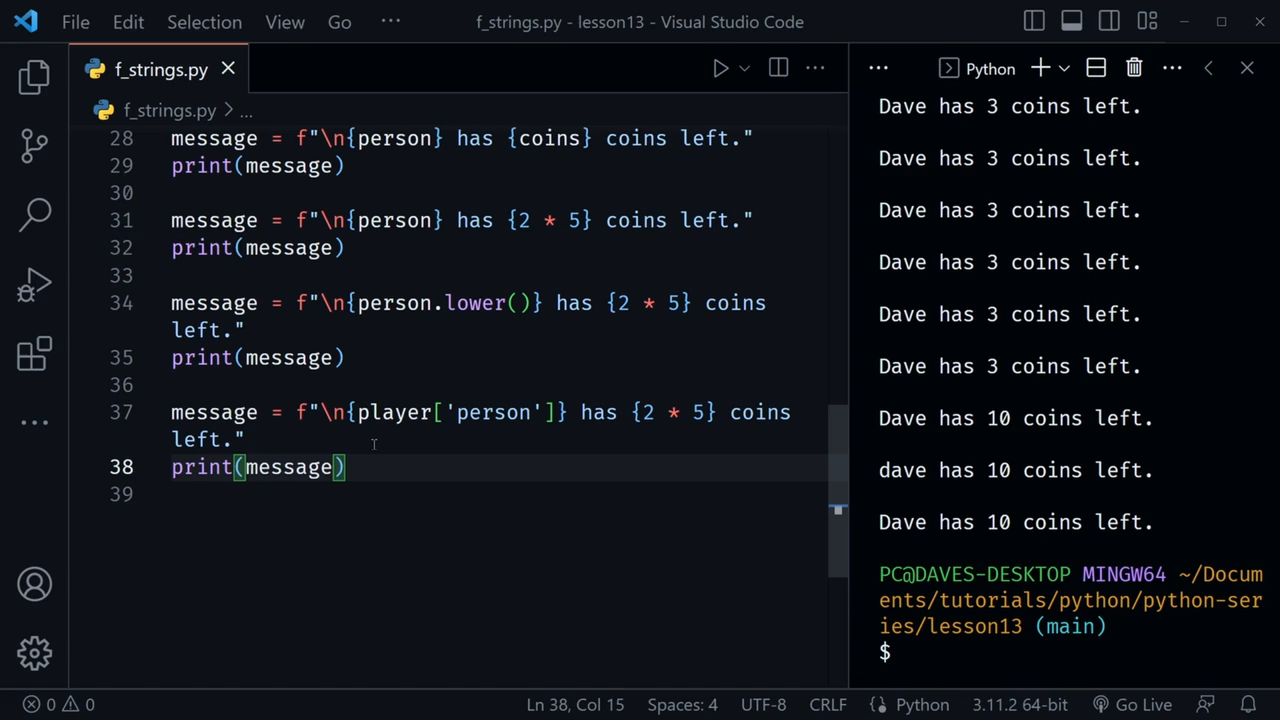 File Edit Selection View Go ··· f_strings.py - lesson13 - Visual Studio Code
f_strings.py
f_strings.py > ...
28 message = f"\n{person} has {coins} coins left."
29 print(message)
30
31 message = f"\n{person} has {2 * 5} coins left."
32 print(message)
33
34 message = f"\n{person.lower()} has {2 * 5} coins
left."
35 print(message)
36
37 message = f"\n{player['person']} has {2 * 5} coins
left."
38 print(message)
39
Python
Dave has 3 coins left.
Dave has 3 coins left.
Dave has 3 coins left.
Dave has 3 coins left.
Dave has 3 coins left.
Dave has 3 coins left.
Dave has 10 coins left.
dave has 10 coins left.
Dave has 10 coins left.
PC@DAVES-DESKTOP MINGW64 ~/Docum
ents/tutorials/python/python-ser
ies/lesson13 (main)
$
0 0 Ln 38, Col 15 Spaces: 4 UTF-8 CRLF Python 3.11.2 64-bit Go Live